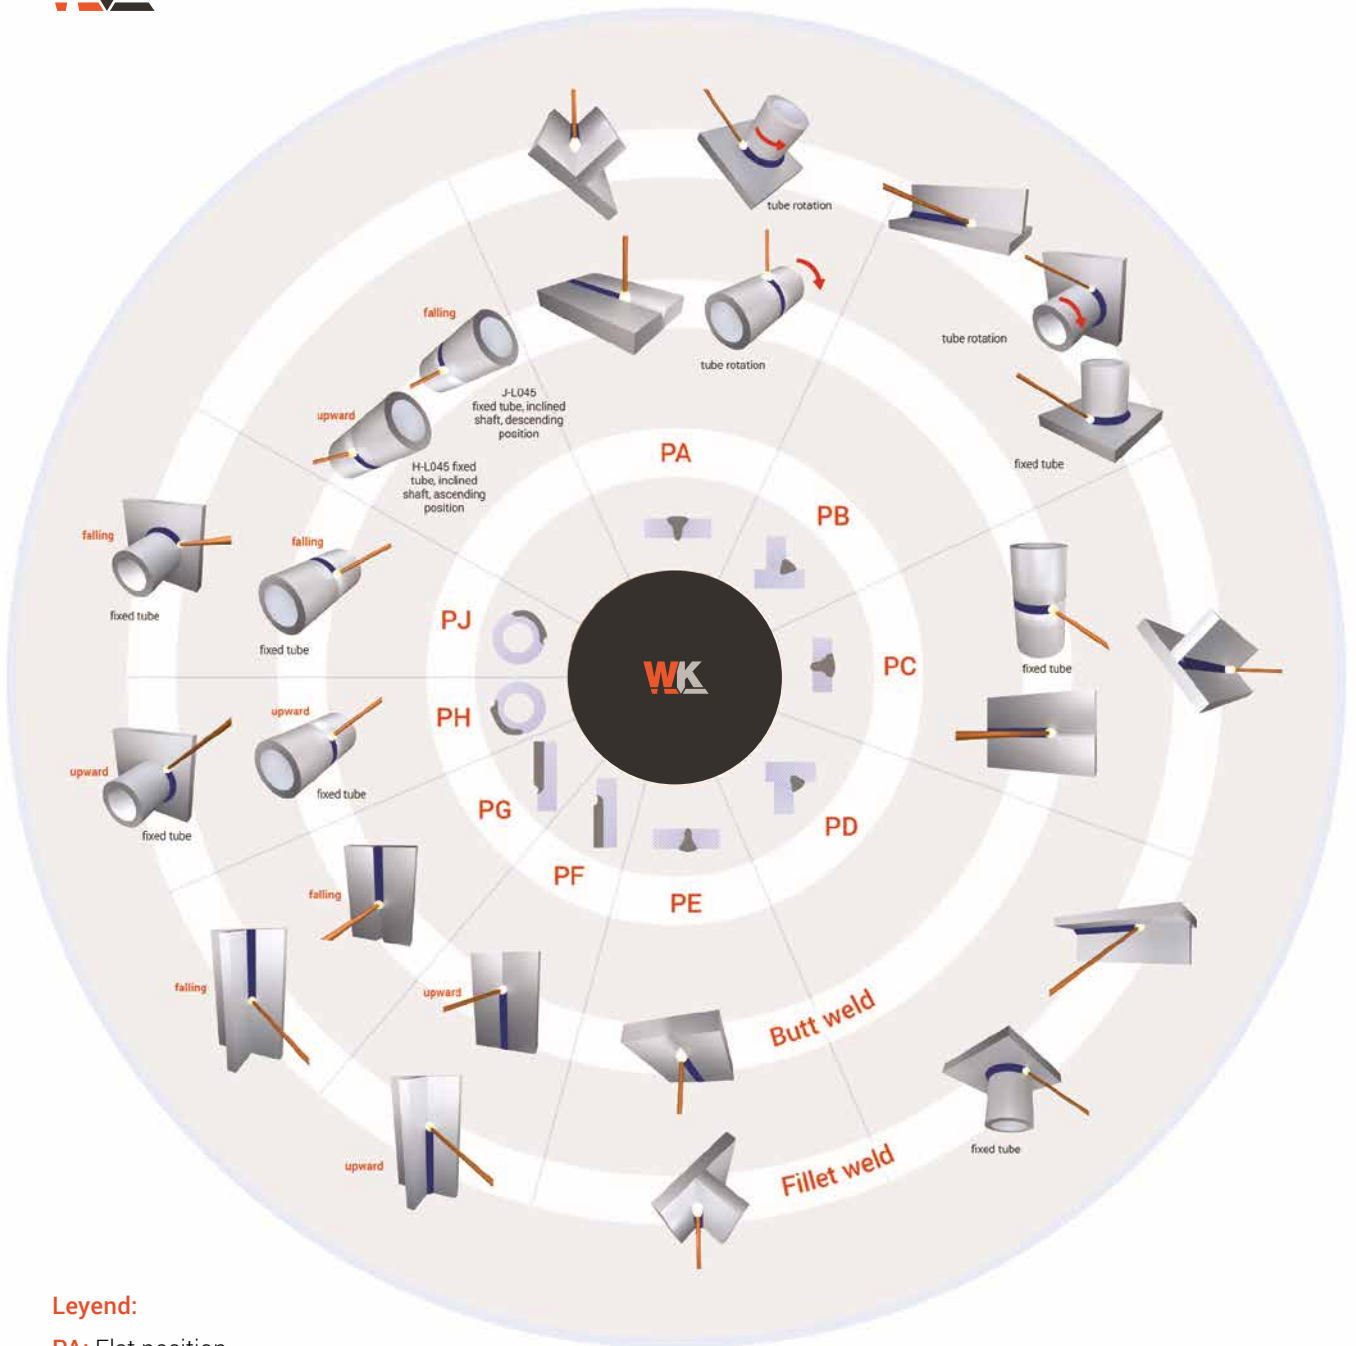 tube rotation
tube rotation
tube rotation
fixed tube
falling
J-L045
fixed tube, inclined
shaft, descending
position
upward
H-L045 fixed
tube, inclined
shaft, ascending
position
PA
PB
PC
PD
PE
PF
PG
PH
PJ
WK
falling
fixed tube
falling
fixed tube
fixed tube
upward
fixed tube
upward
fixed tube
falling
falling
upward
upward
Butt weld
Fillet weld
fixed tube
Leyend:
PA: Flat position